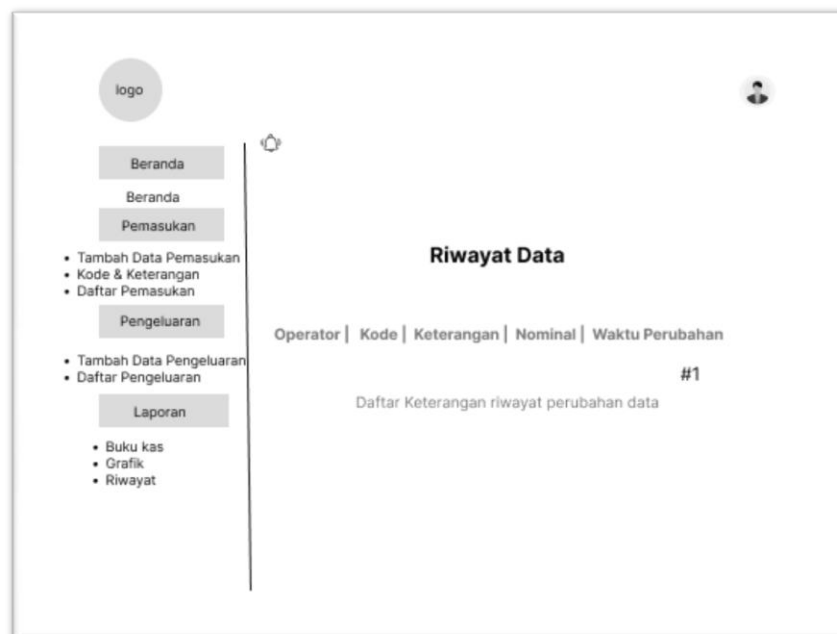 logo
Beranda
Beranda
Pemasukan
• Tambah Data Pemasukan
• Kode & Keterangan
• Daftar Pemasukan
Pengeluaran
• Tambah Data Pengeluaran
• Daftar Pengeluaran
Laporan
• Buku kas
• Grafik
• Riwayat
Riwayat Data
Operator | Kode | Keterangan | Nominal | Waktu Perubahan
#1
Daftar Keterangan riwayat perubahan data